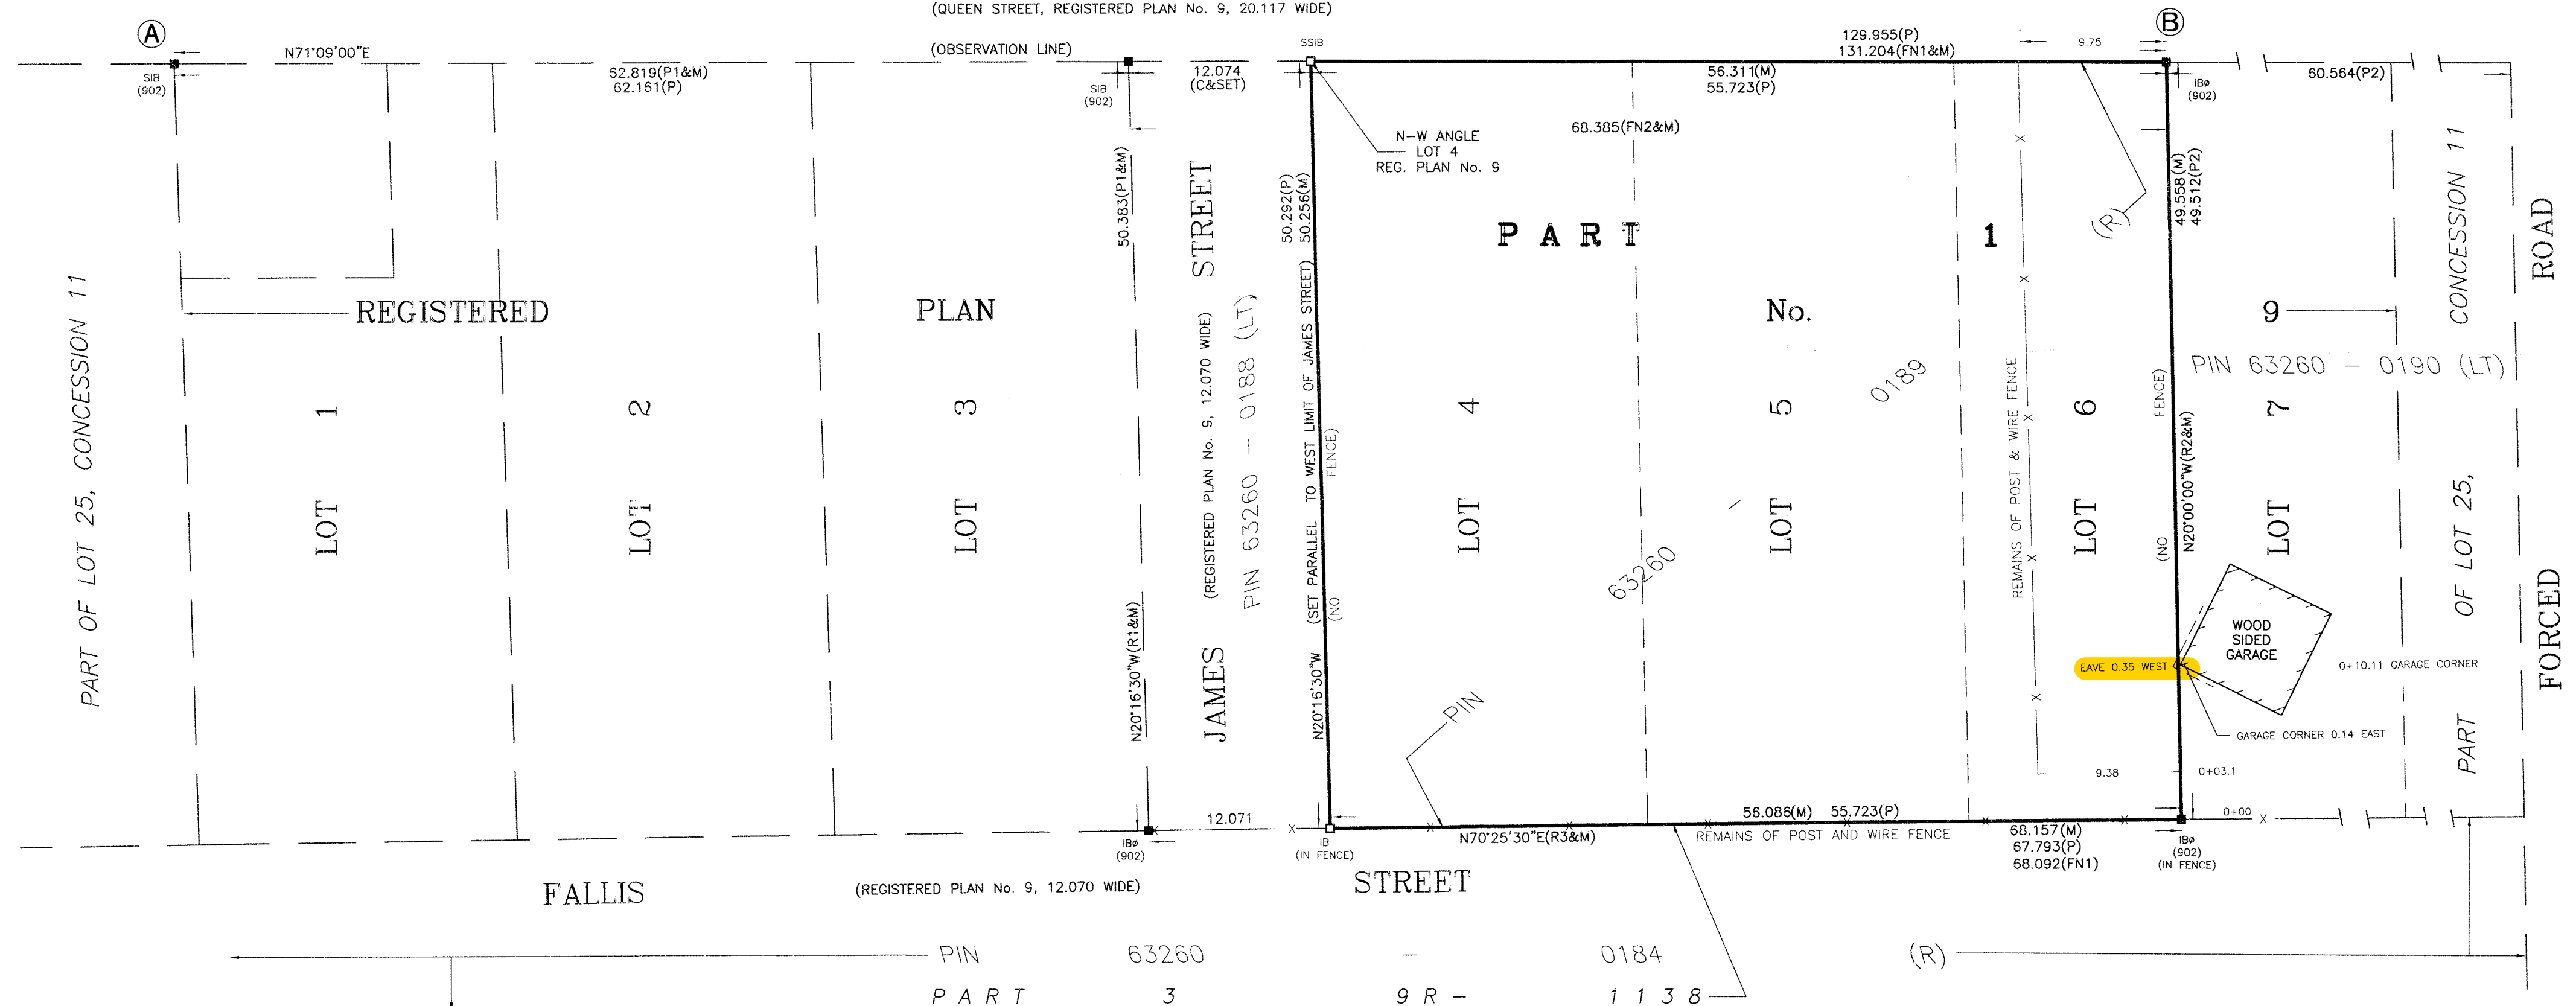 (QUEEN STREET, REGISTERED PLAN No. 9, 20.117 WIDE)
A
B
N71°09'00"E
(OBSERVATION LINE)
SSIB
129.955(P)
131.204(FN1&M)
9.75
SIB
(902)
62.819(P1&M)
62.151(P)
SIB
(902)
12.074
(C&SET)
56.311(M)
55.723(P)
IBø
(902)
60.564(P2)
N-W ANGLE
LOT 4
REG. PLAN No. 9
68.385(FN2&M)
50.383(P1&M)
50.292(P)
50.256(M)
49.558(M)
49.512(P2)
PART 1
(R)
REGISTERED PLAN No. 9
PART OF LOT 25, CONCESSION 11
LOT 1
LOT 2
LOT 3
N20°16'30"W(R1&M)
JAMES STREET
(REGISTERED PLAN No. 9, 12.070 WIDE)
PIN 63260 -- 0188 (LT)
N20°16'30"W
(SET PARALLEL TO WEST LIMIT OF JAMES STREET)
(NO FENCE)
LOT 4
LOT 5
63260
0189
PIN
REMAINS OF POST & WIRE FENCE
LOT 6
(NO FENCE)
N20°00'00"W(R2&M)
PIN 63260 - 0190 (LT)
LOT 7
PART OF LOT 25, CONCESSION 11
FORCED ROAD
WOOD
SIDED
GARAGE
EAVE 0.35 WEST
0+10.11 GARAGE CORNER
GARAGE CORNER 0.14 EAST
9.38
0+03.1
0+00
12.071
56.086(M) 55.723(P)
N70°25'30"E(R3&M)
REMAINS OF POST AND WIRE FENCE
68.157(M)
67.793(P)
68.092(FN1)
IBø
(902)
IB
(IN FENCE)
IBø
(902)
(IN FENCE)
FALLIS STREET
(REGISTERED PLAN No. 9, 12.070 WIDE)
PIN 63260 - 0184 (R)
PART 3 9R- 1138